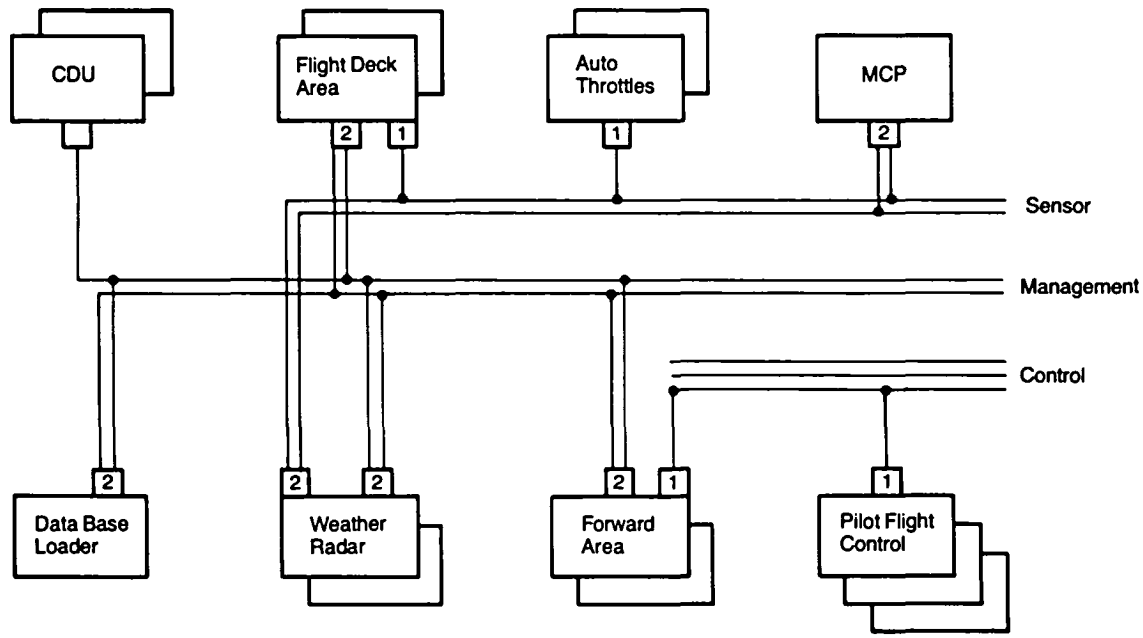 CDU
Flight Deck
Area
Auto
Throttles
MCP
2
1
1
2
Sensor
Management
Control
2
2
2
2
1
1
Data Base
Loader
Weather
Radar
Forward
Area
Pilot Flight
Control